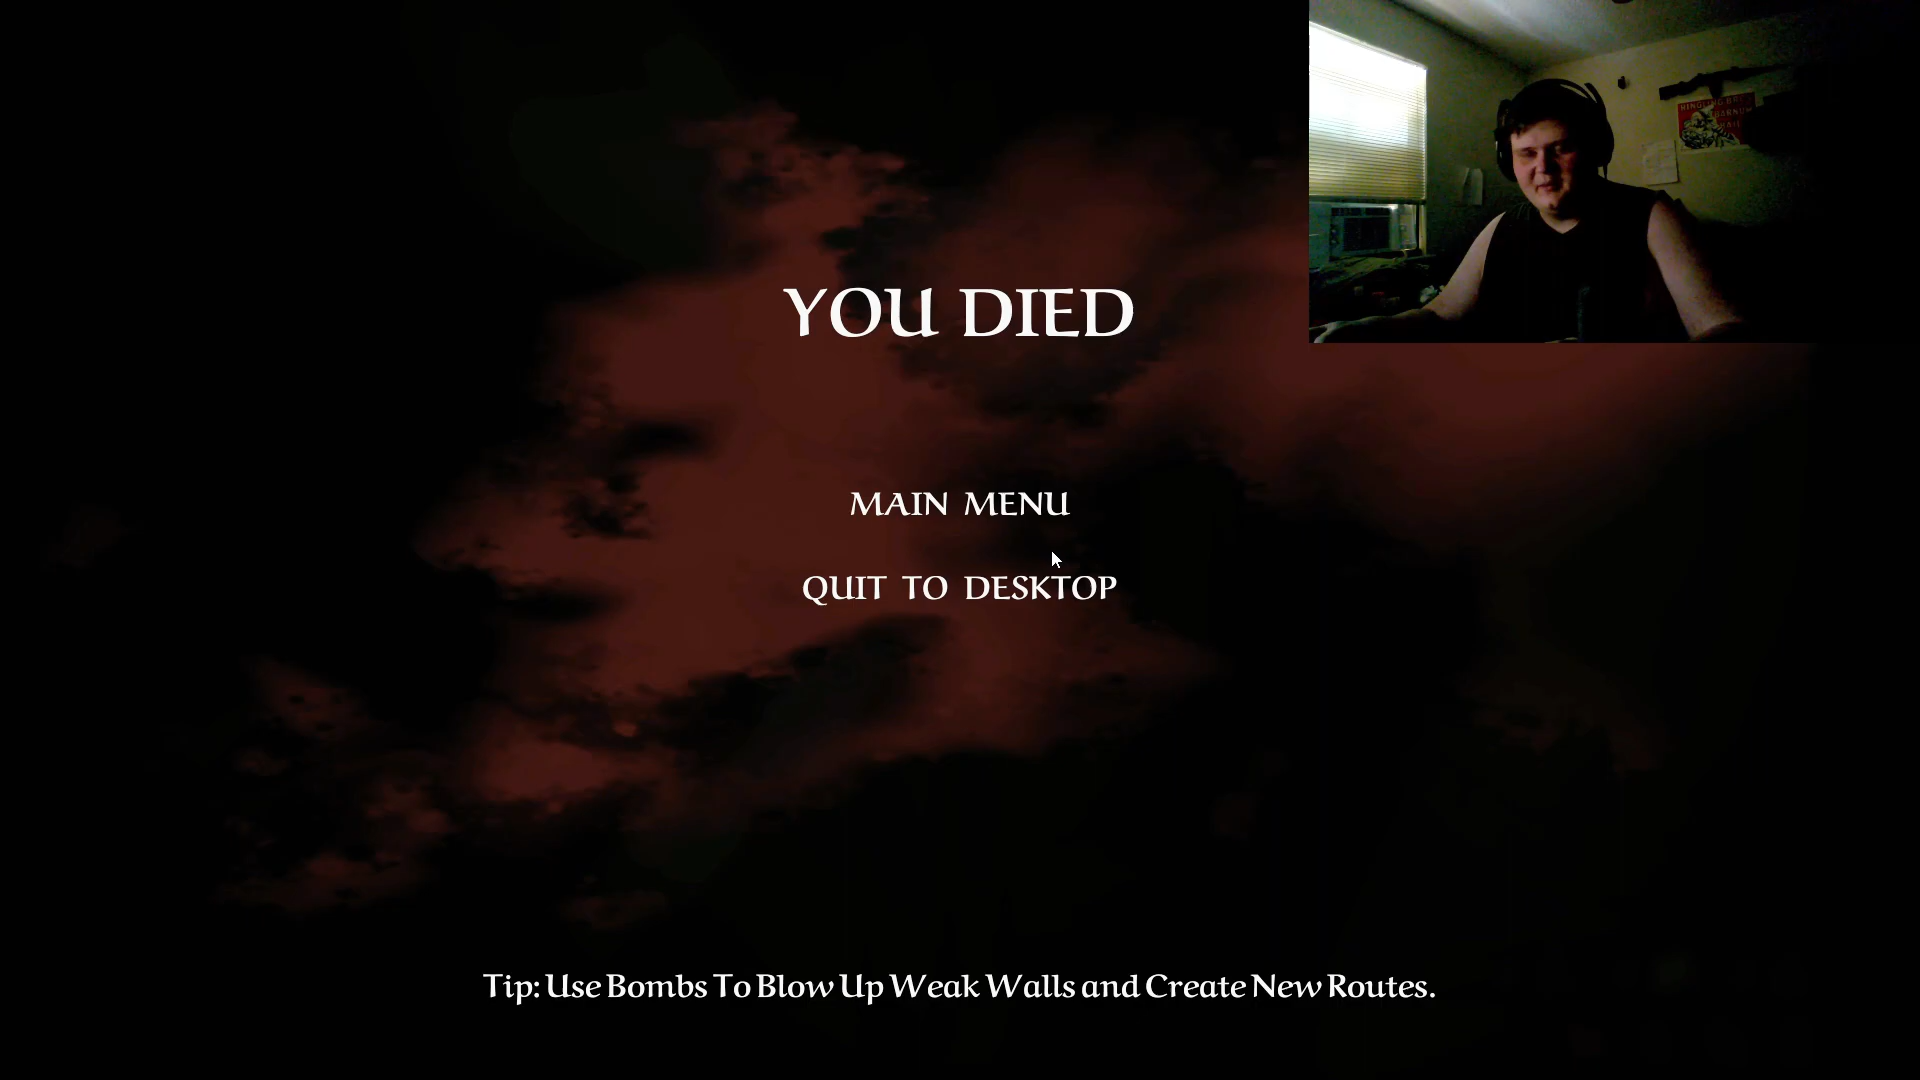 YOU DIED
MAIN MENU
QUIT TO DESKTOP
Tip: Use Bombs To Blow Up Weak Walls and Create New Routes.